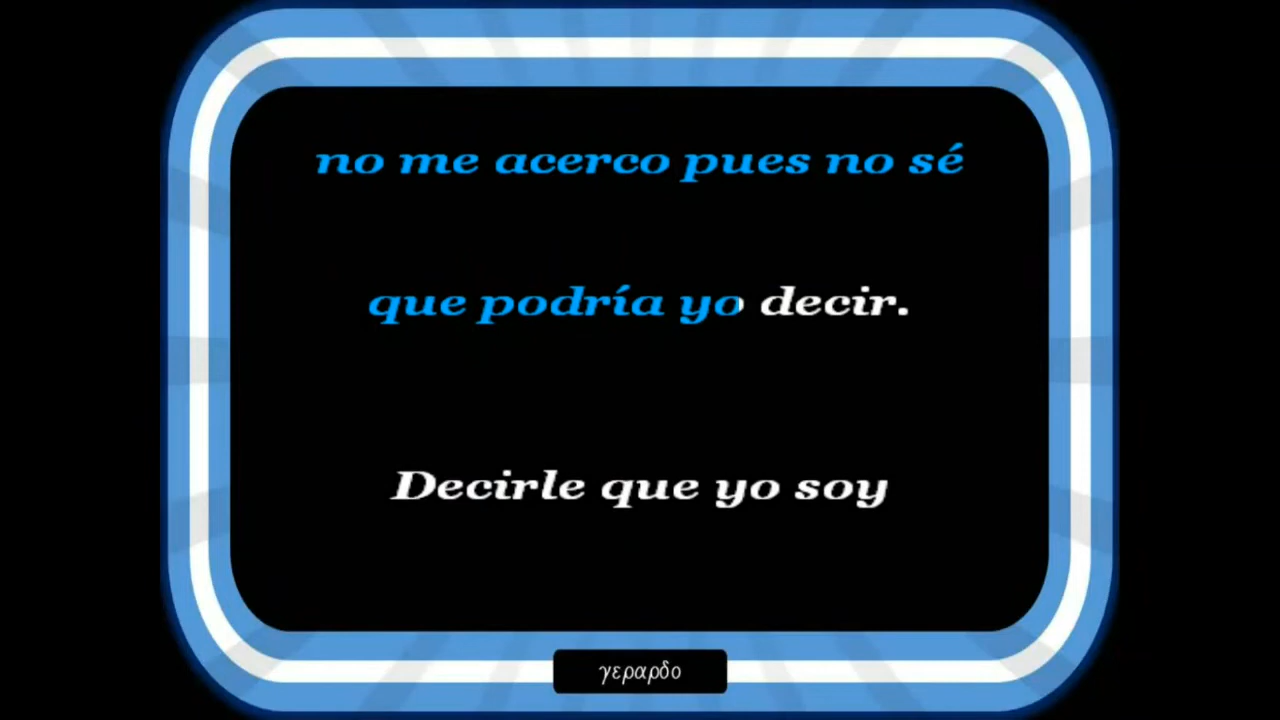 no me acerco pues no sé
que podría yo decir.
Decirle que yo soy
γεραρδο